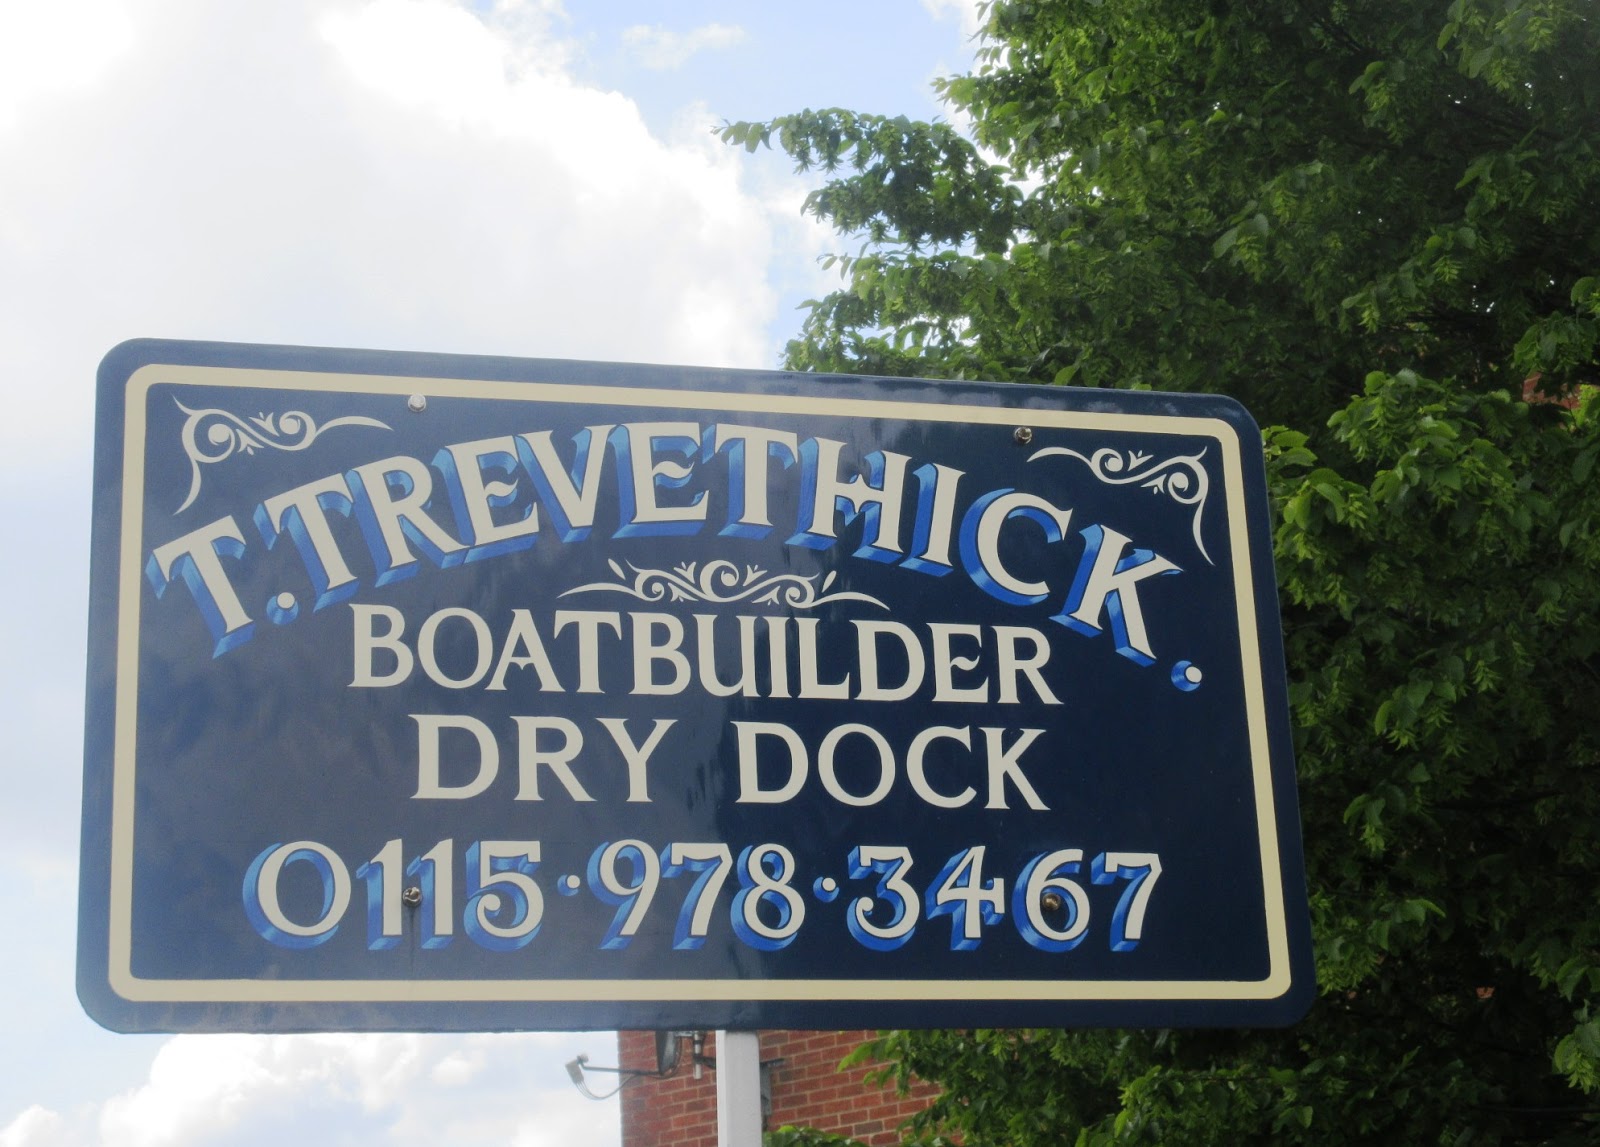 T. TREVETHICK.
BOATBUILDER
DRY DOCK
0115·978·3467